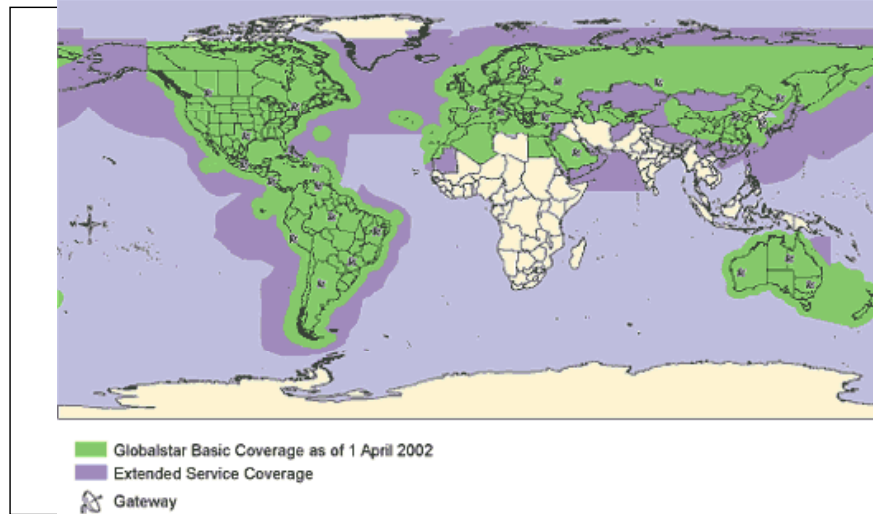 Globalstar Basic Coverage as of 1 April 2002
Extended Service Coverage
Gateway